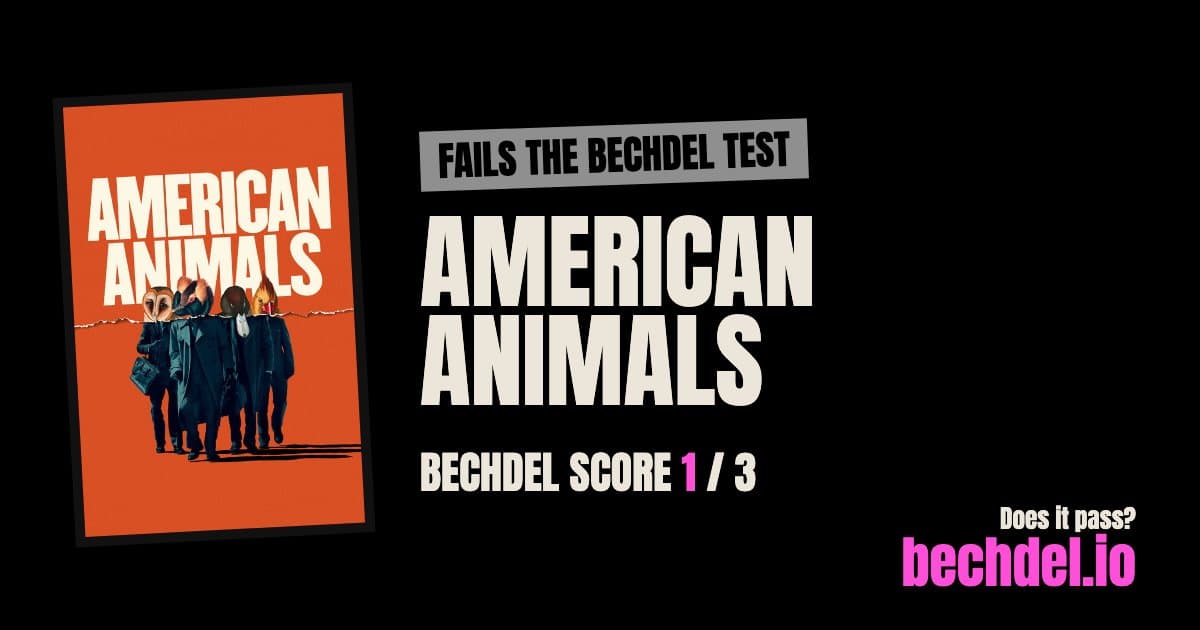 AMERICAN
ANIMALS
FAILS THE BECHDEL TEST
AMERICAN
ANIMALS
BECHDEL SCORE 1 / 3
Does it pass?
bechdel.io